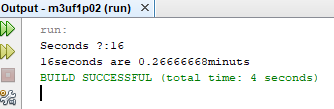 Output - m3uf1p02 (run)
run:
Seconds ?:16
16seconds are 0.26666668minuts
BUILD SUCCESSFUL (total time: 4 seconds)